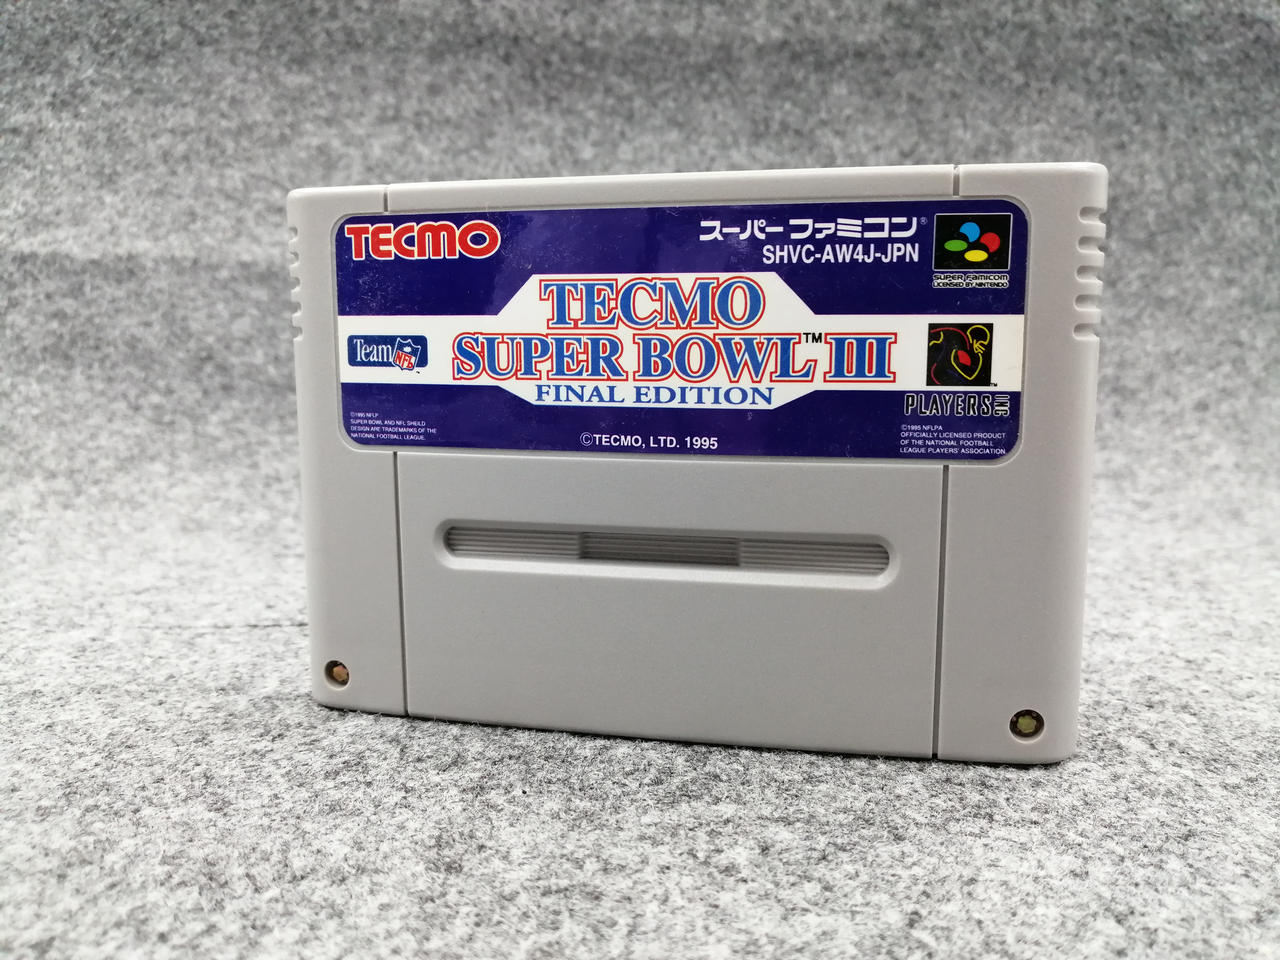 TECMO
スーパーファミコン®
SHVC-AW4J-JPN
SUPER FAMICOM
LICENSED BY NINTENDO
TECMO
SUPER BOWL™ III
FINAL EDITION
Team NFL ™
PLAYERS INC ™
©1995 NFLP
SUPER BOWL AND NFL SHEILD
DESIGN ARE TRADEMARKS OF THE
NATIONAL FOOTBALL LEAGUE.
©TECMO, LTD. 1995
©1995 NFLPA
OFFICIALLY LICENSED PRODUCT
OF THE NATIONAL FOOTBALL
LEAGUE PLAYERS' ASSOCIATION.